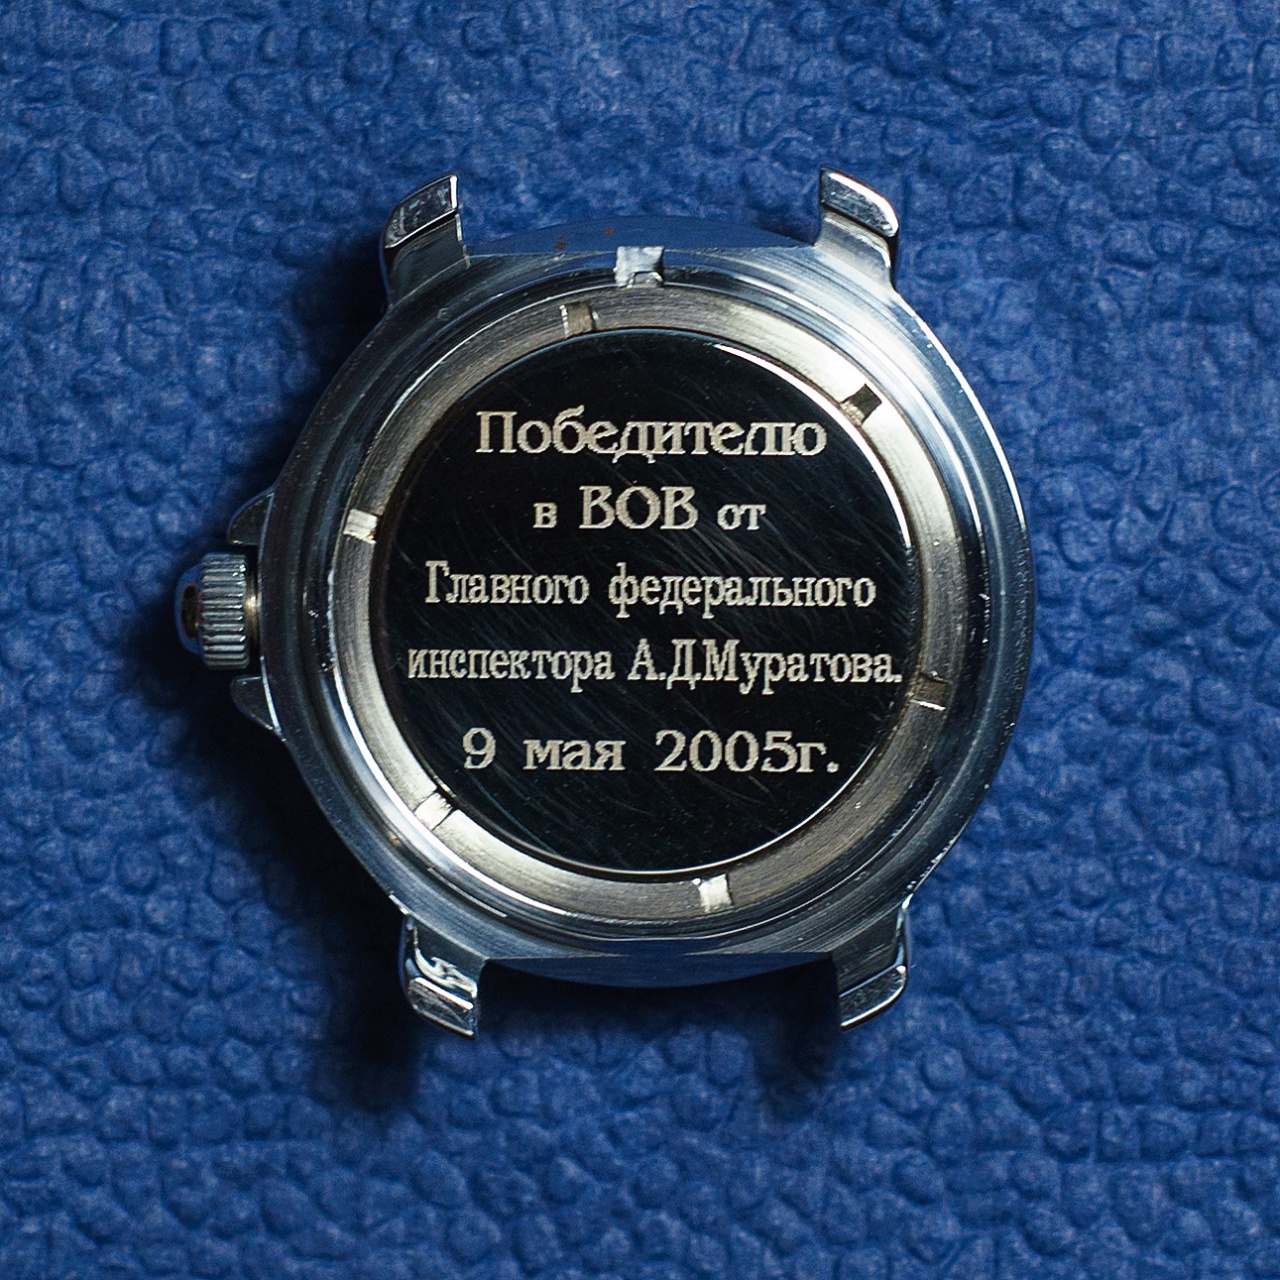 Победителю
в ВОВ от
Главного федерального
инспектора А.Д.Муратова.
9 мая 2005г.